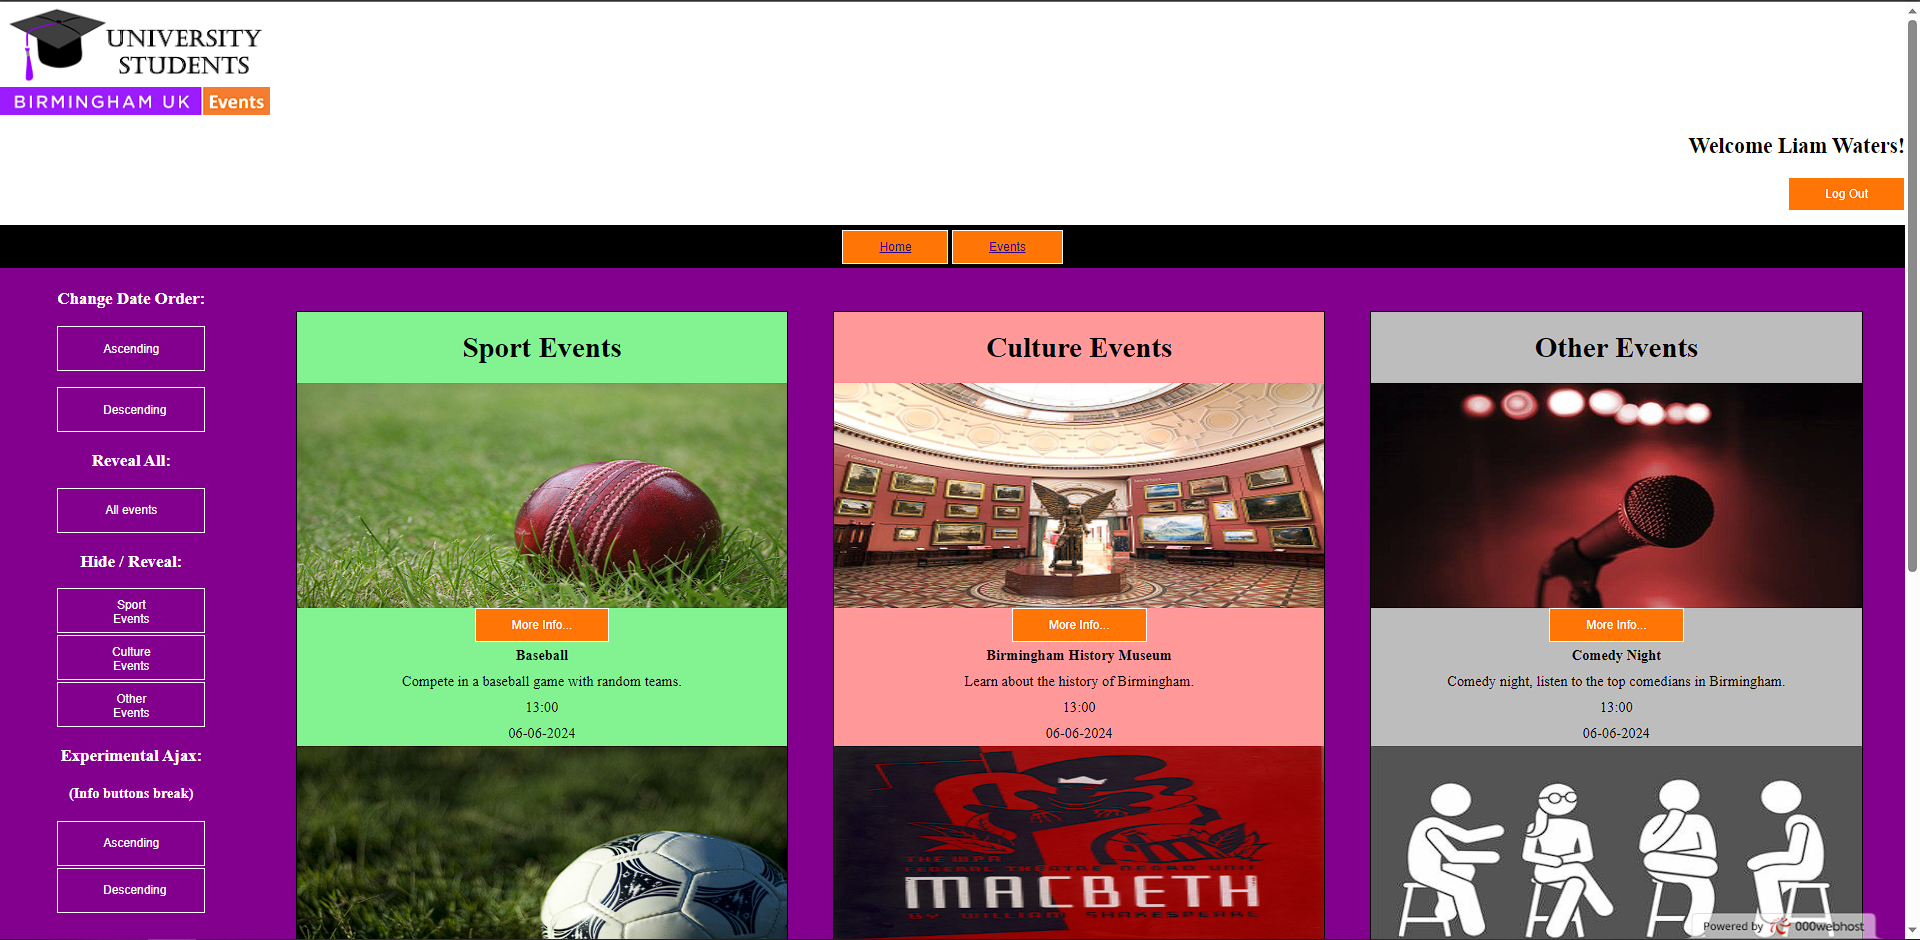 UNIVERSITY
STUDENTS
BIRMINGHAM UK Events
Welcome Liam Waters!
Log Out
Home Events
Change Date Order:
Ascending
Descending
Reveal All:
All events
Hide / Reveal:
Sport
Events
Culture
Events
Other
Events
Experimental Ajax:
(Info buttons break)
Ascending
Descending
Sport Events
More Info...
Baseball
Compete in a baseball game with random teams.
13:00
06-06-2024
Culture Events
More Info...
Birmingham History Museum
Learn about the history of Birmingham.
13:00
06-06-2024
THE WPA
FEDERAL THEATRE NEGRO UNIT
MACBETH
BY WILLIAM SHAKESPEARE
Other Events
More Info...
Comedy Night
Comedy night, listen to the top comedians in Birmingham.
13:00
06-06-2024
Powered by 000webhost